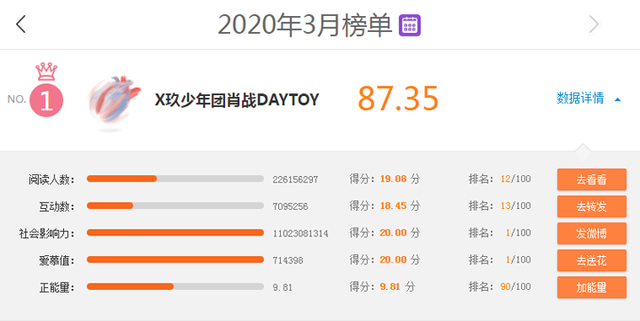 2020年3月榜单
NO. 1 X玖少年团肖战DAYTOY 87.35 数据详情
阅读人数: 226156297 得分: 19.08 分 排名: 12/100 去看看
互动数: 7095256 得分: 18.45 分 排名: 13/100 去转发
社会影响力: 11023081314 得分: 20.00 分 排名: 1/100 发微博
爱慕值: 714398 得分: 20.00 分 排名: 1/100 去送花
正能量: 9.81 得分: 9.81 分 排名: 90/100 加能量